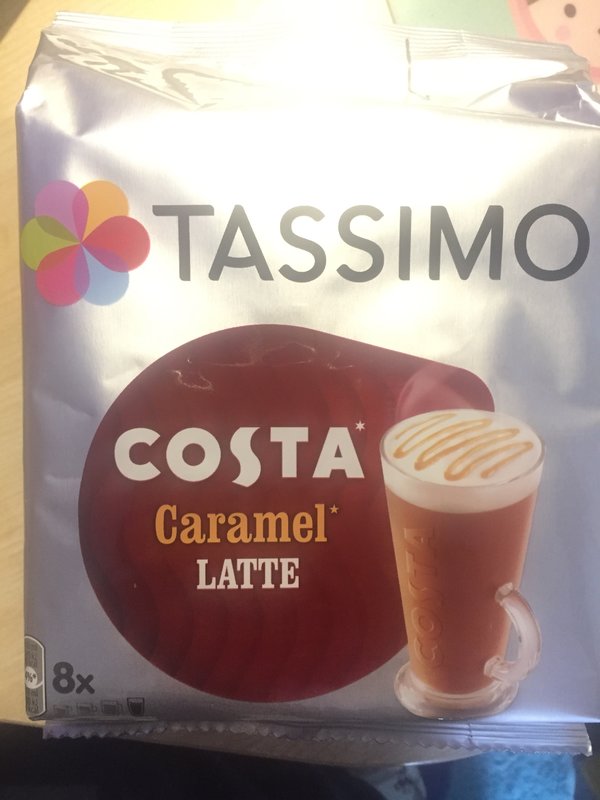 TASSIMO
COSTA*
Caramel*
LATTE
COSTA
8x